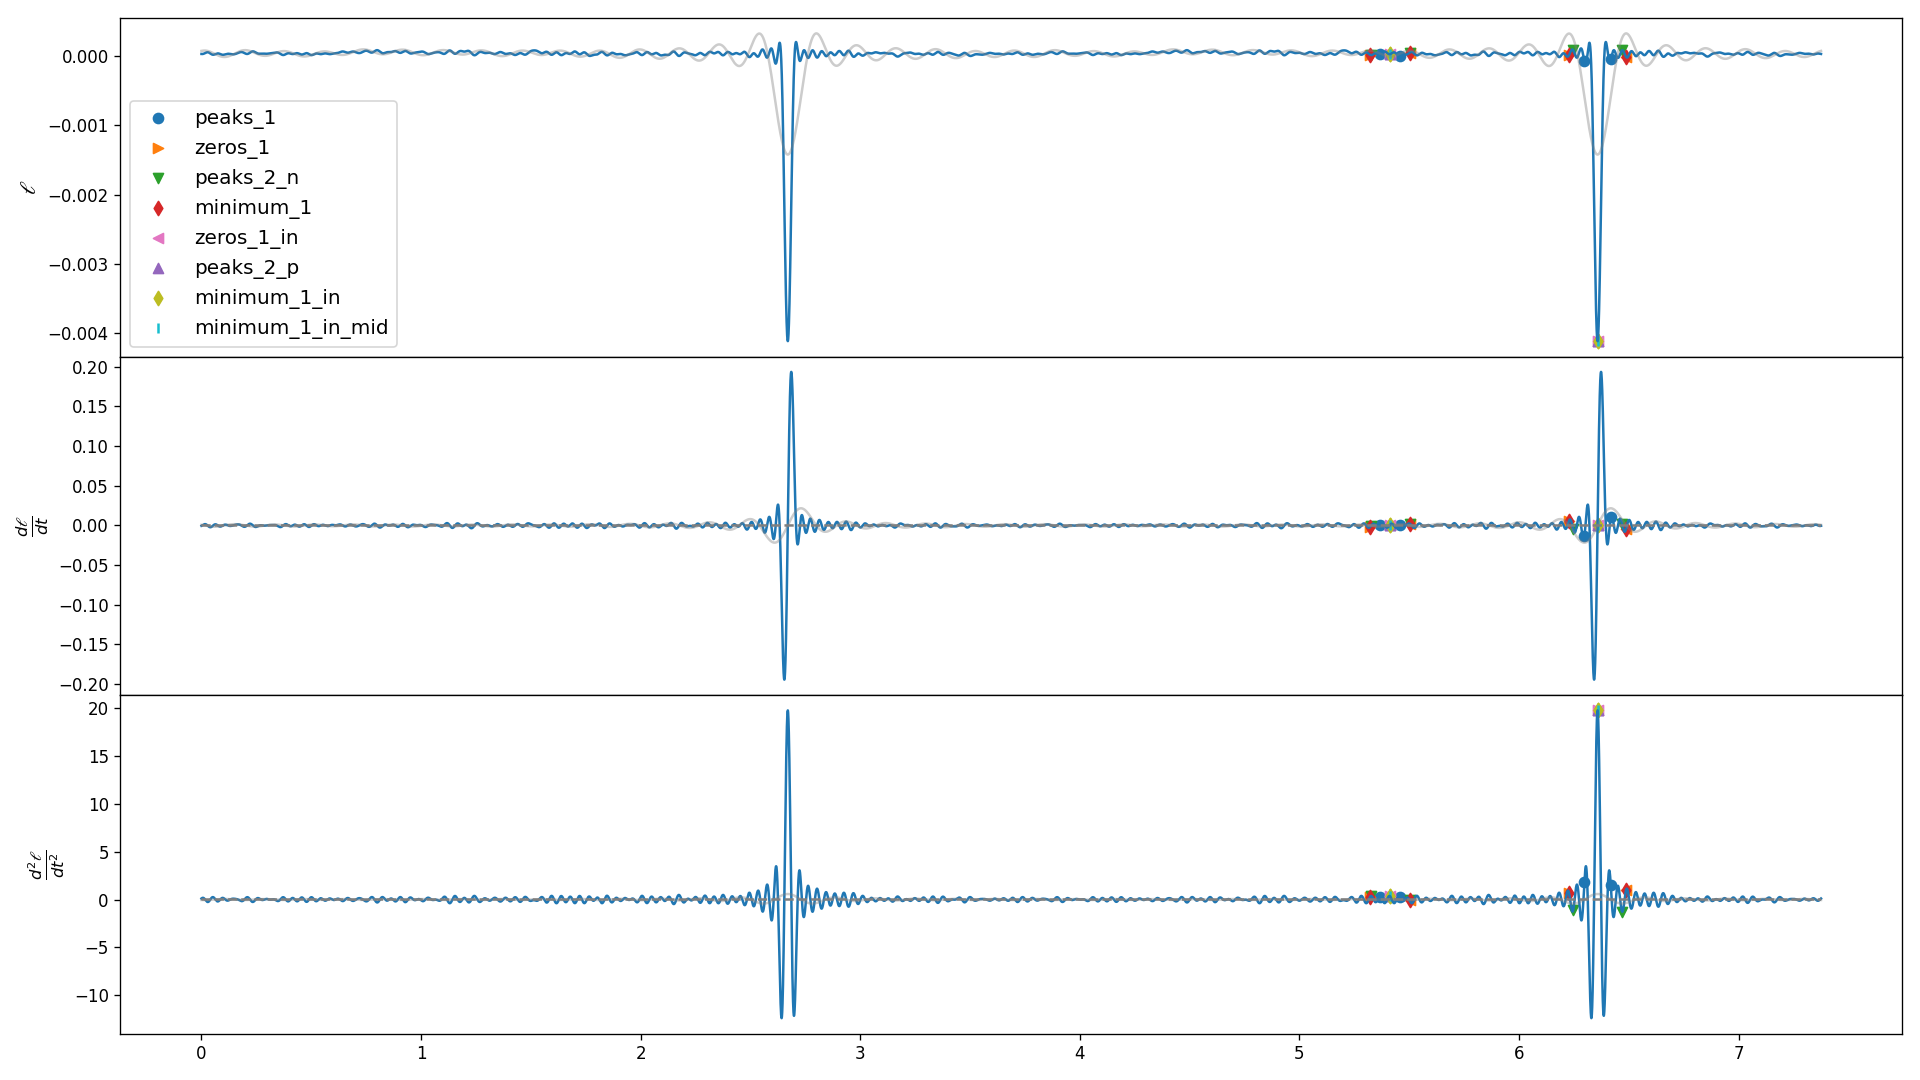 0.000
−0.001
−0.002
−0.003
−0.004
ℓ
peaks_1
zeros_1
peaks_2_n
minimum_1
zeros_1_in
peaks_2_p
minimum_1_in
minimum_1_in_mid
0.20
0.15
0.10
0.05
0.00
−0.05
−0.10
−0.15
−0.20
dℓ
dt
20
15
10
5
0
−5
−10
d²ℓ
dt²
0 1 2 3 4 5 6 7